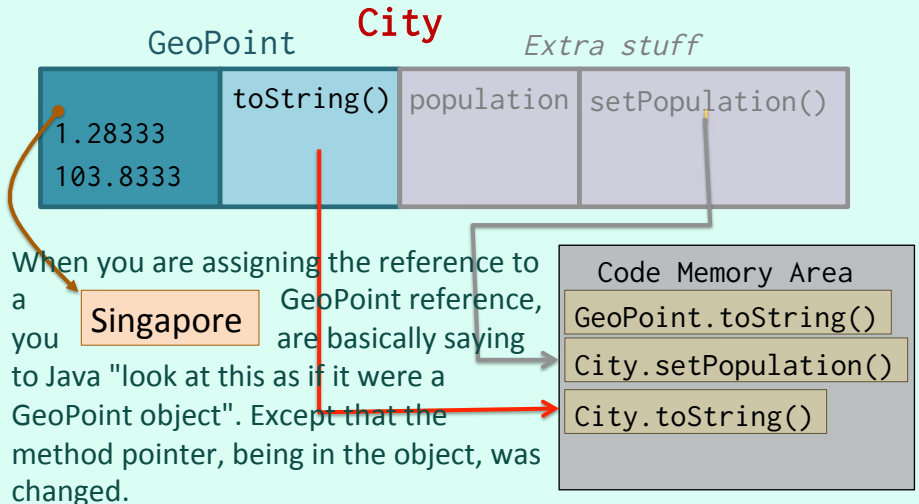 City
GeoPoint
Extra stuff
toString()
population
setPopulation()
1.28333
103.8333
When you are assigning the reference to
a GeoPoint reference,
you are basically saying
to Java "look at this as if it were a
GeoPoint object". Except that the
method pointer, being in the object, was
changed.
Singapore
Code Memory Area
GeoPoint.toString()
City.setPopulation()
City.toString()